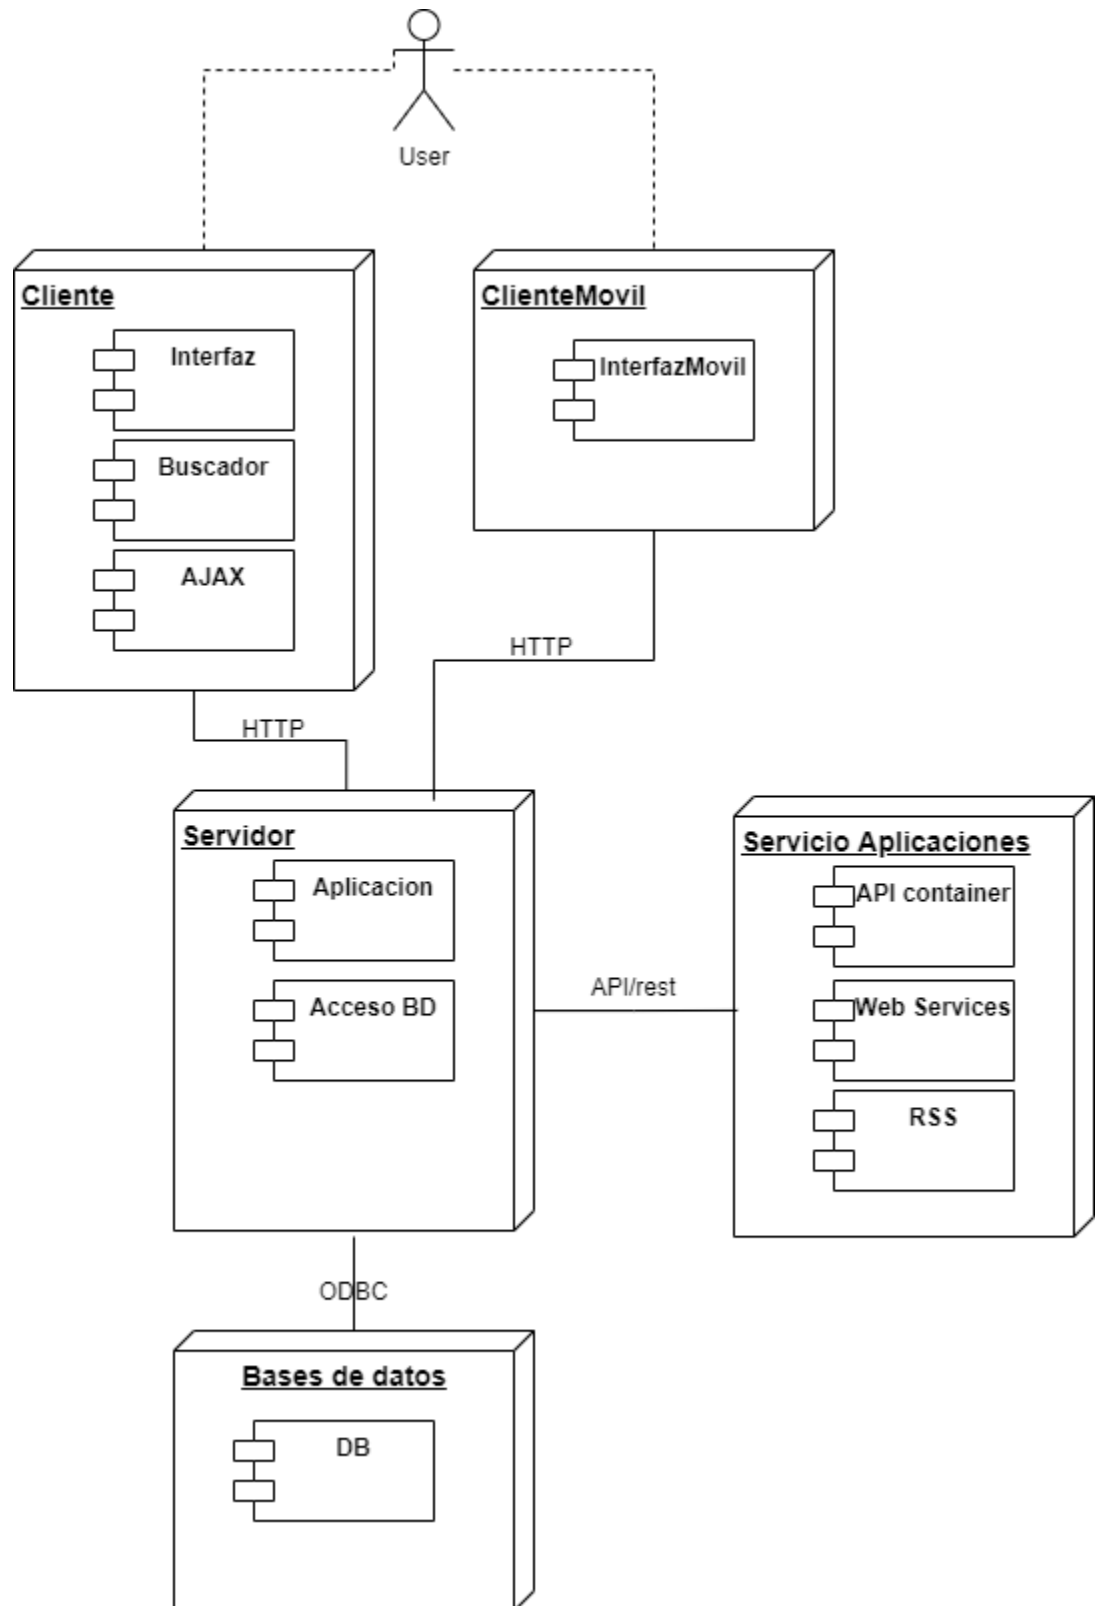 User
Cliente
Interfaz
Buscador
AJAX
ClienteMovil
InterfazMovil
HTTP
HTTP
Servidor
Aplicacion
Acceso BD
API/rest
Servicio Aplicaciones
API container
Web Services
RSS
ODBC
Bases de datos
DB